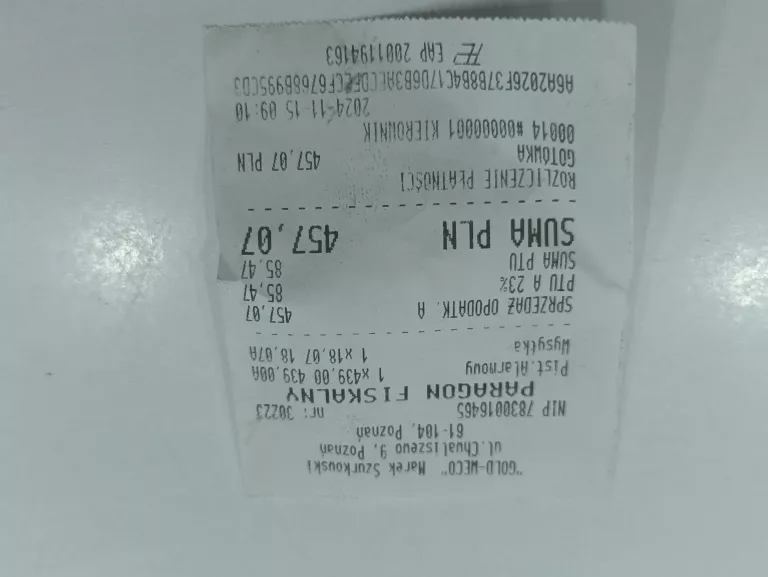 "GOLD-MECO" Marek Szurkowski
ul.Chwaliszewo 9, Poznań
61-104, Poznań
NIP 7830016465 nr: 30223
PARAGON FISKALNY
Pist.Alarmowy 1 x439,00 439,00A
Wysyłka 1 x18,07 18,07A
SPRZEDAŻ OPODATK. A 457,07
PTU A 23% 85,47
SUMA PTU 85,47
SUMA PLN 457,07
ROZLICZENIE PŁATNOŚCI
GOTÓWKA 457,07 PLN
00014 #00000001 KIEROWNIK
2024-11-15 09:10
EAP 2001194163